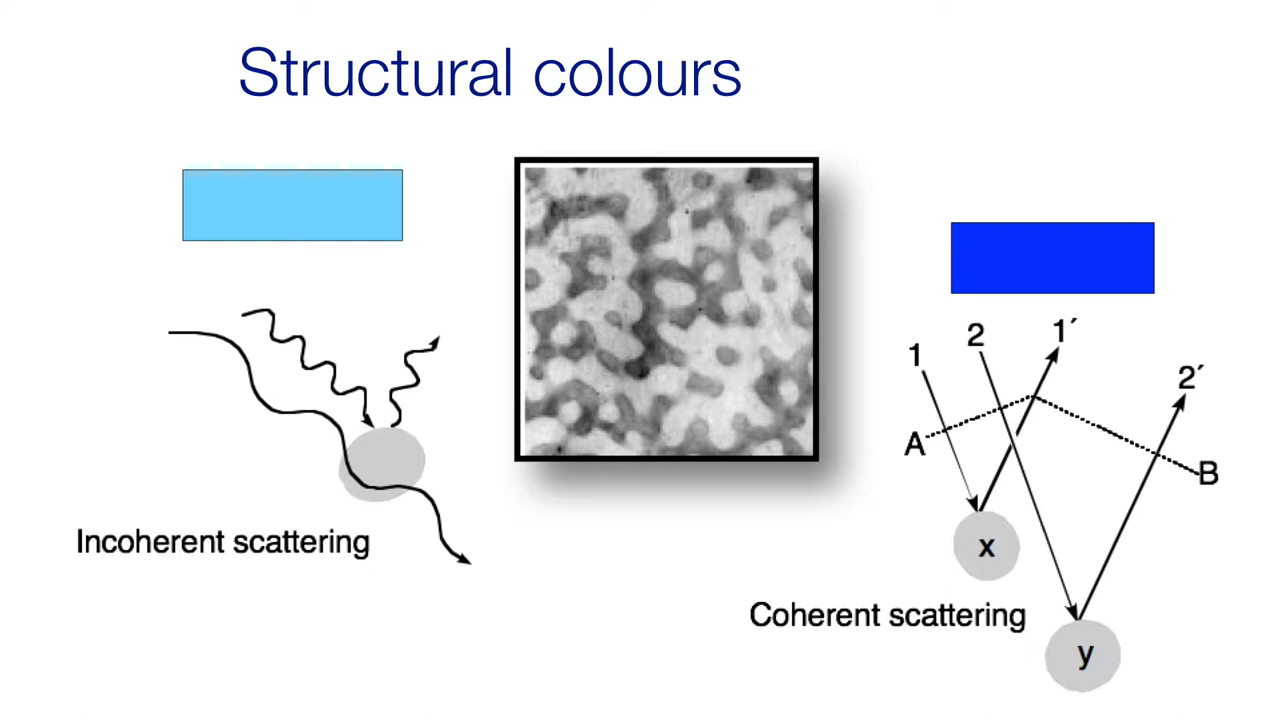 Structural colours
Incoherent scattering
1
2
1´
2´
A
B
x
y
Coherent scattering